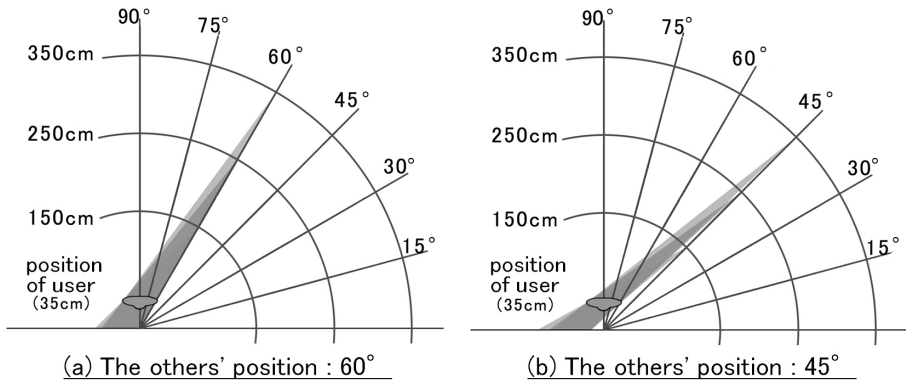 90°
75°
60°
45°
30°
15°
350cm
250cm
150cm
position
of user
(35cm)
(a) The others' position : 60°
90°
75°
60°
45°
30°
15°
350cm
250cm
150cm
position
of user
(35cm)
(b) The others' position : 45°